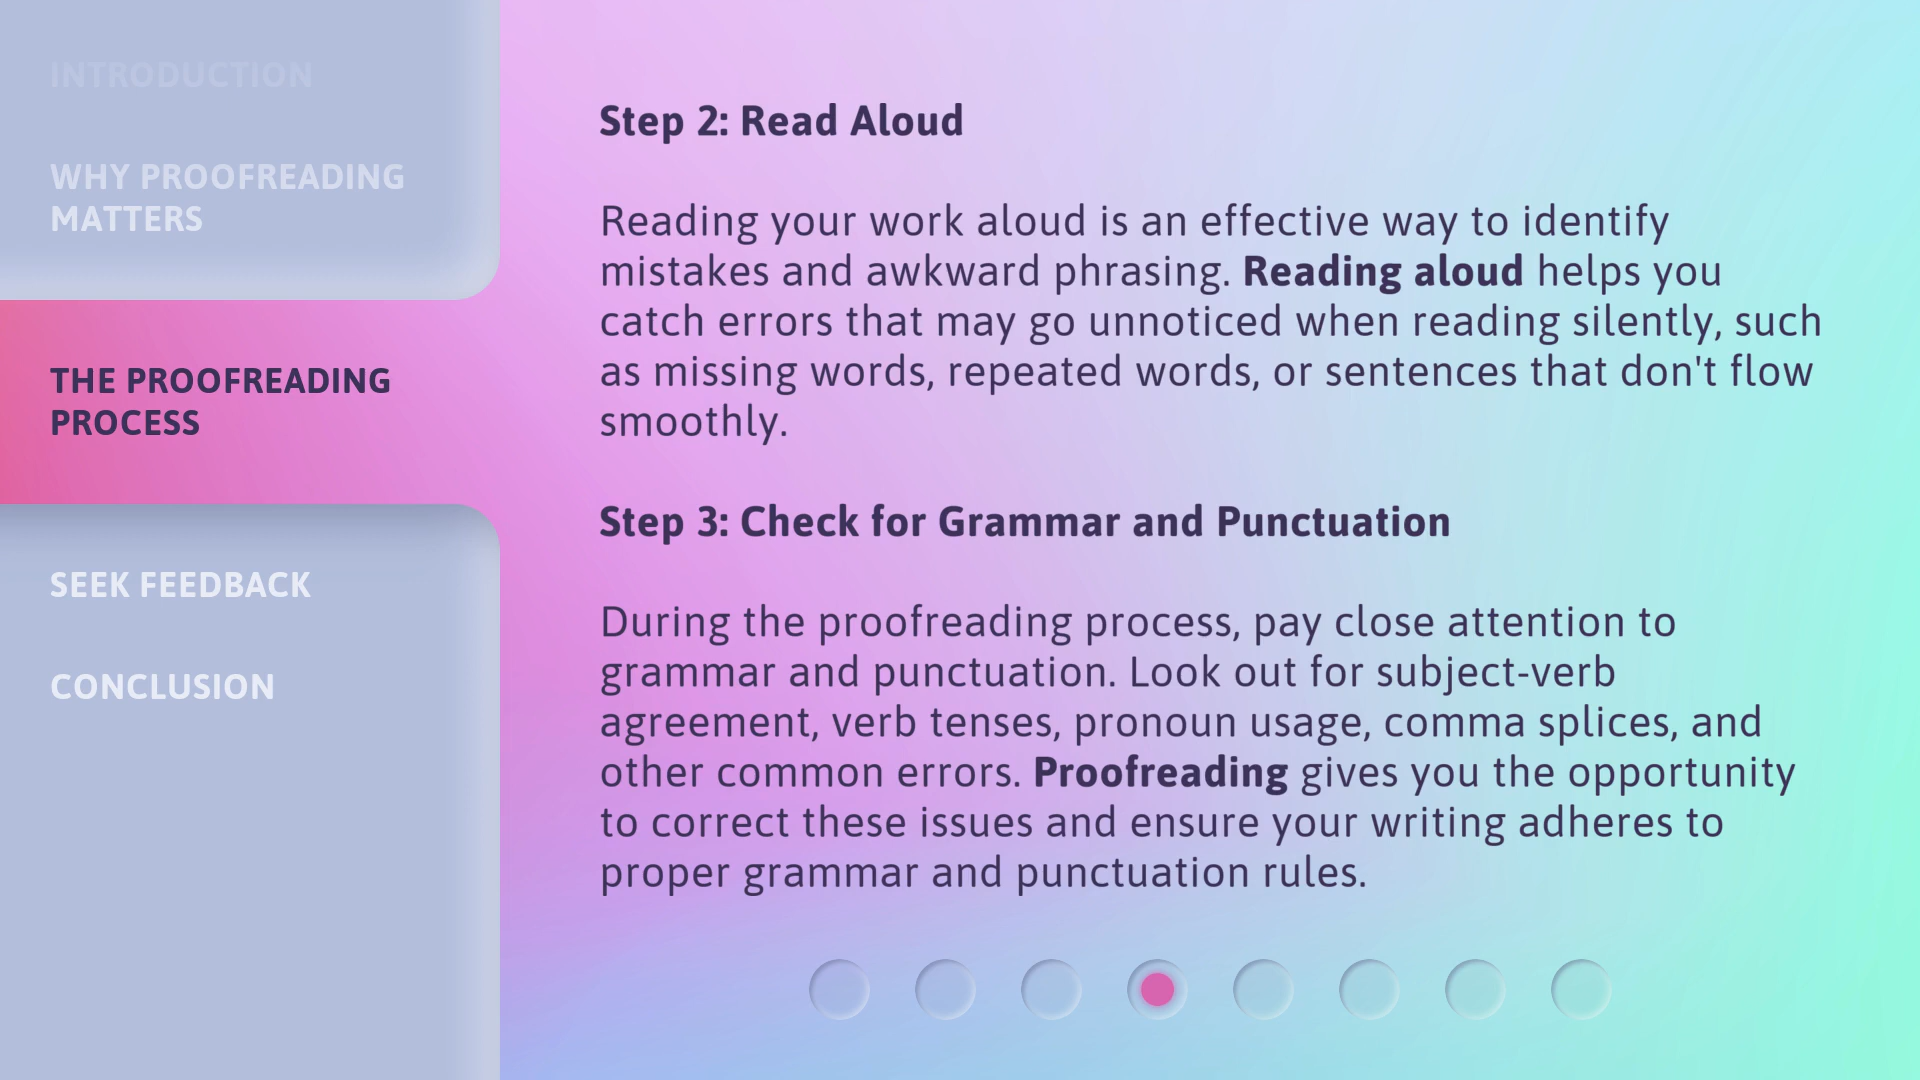 INTRODUCTION
WHY PROOFREADING
MATTERS
THE PROOFREADING
PROCESS
SEEK FEEDBACK
CONCLUSION
Step 2: Read Aloud
Reading your work aloud is an effective way to identify
mistakes and awkward phrasing. Reading aloud helps you
catch errors that may go unnoticed when reading silently, such
as missing words, repeated words, or sentences that don't flow
smoothly.
Step 3: Check for Grammar and Punctuation
During the proofreading process, pay close attention to
grammar and punctuation. Look out for subject-verb
agreement, verb tenses, pronoun usage, comma splices, and
other common errors. Proofreading gives you the opportunity
to correct these issues and ensure your writing adheres to
proper grammar and punctuation rules.